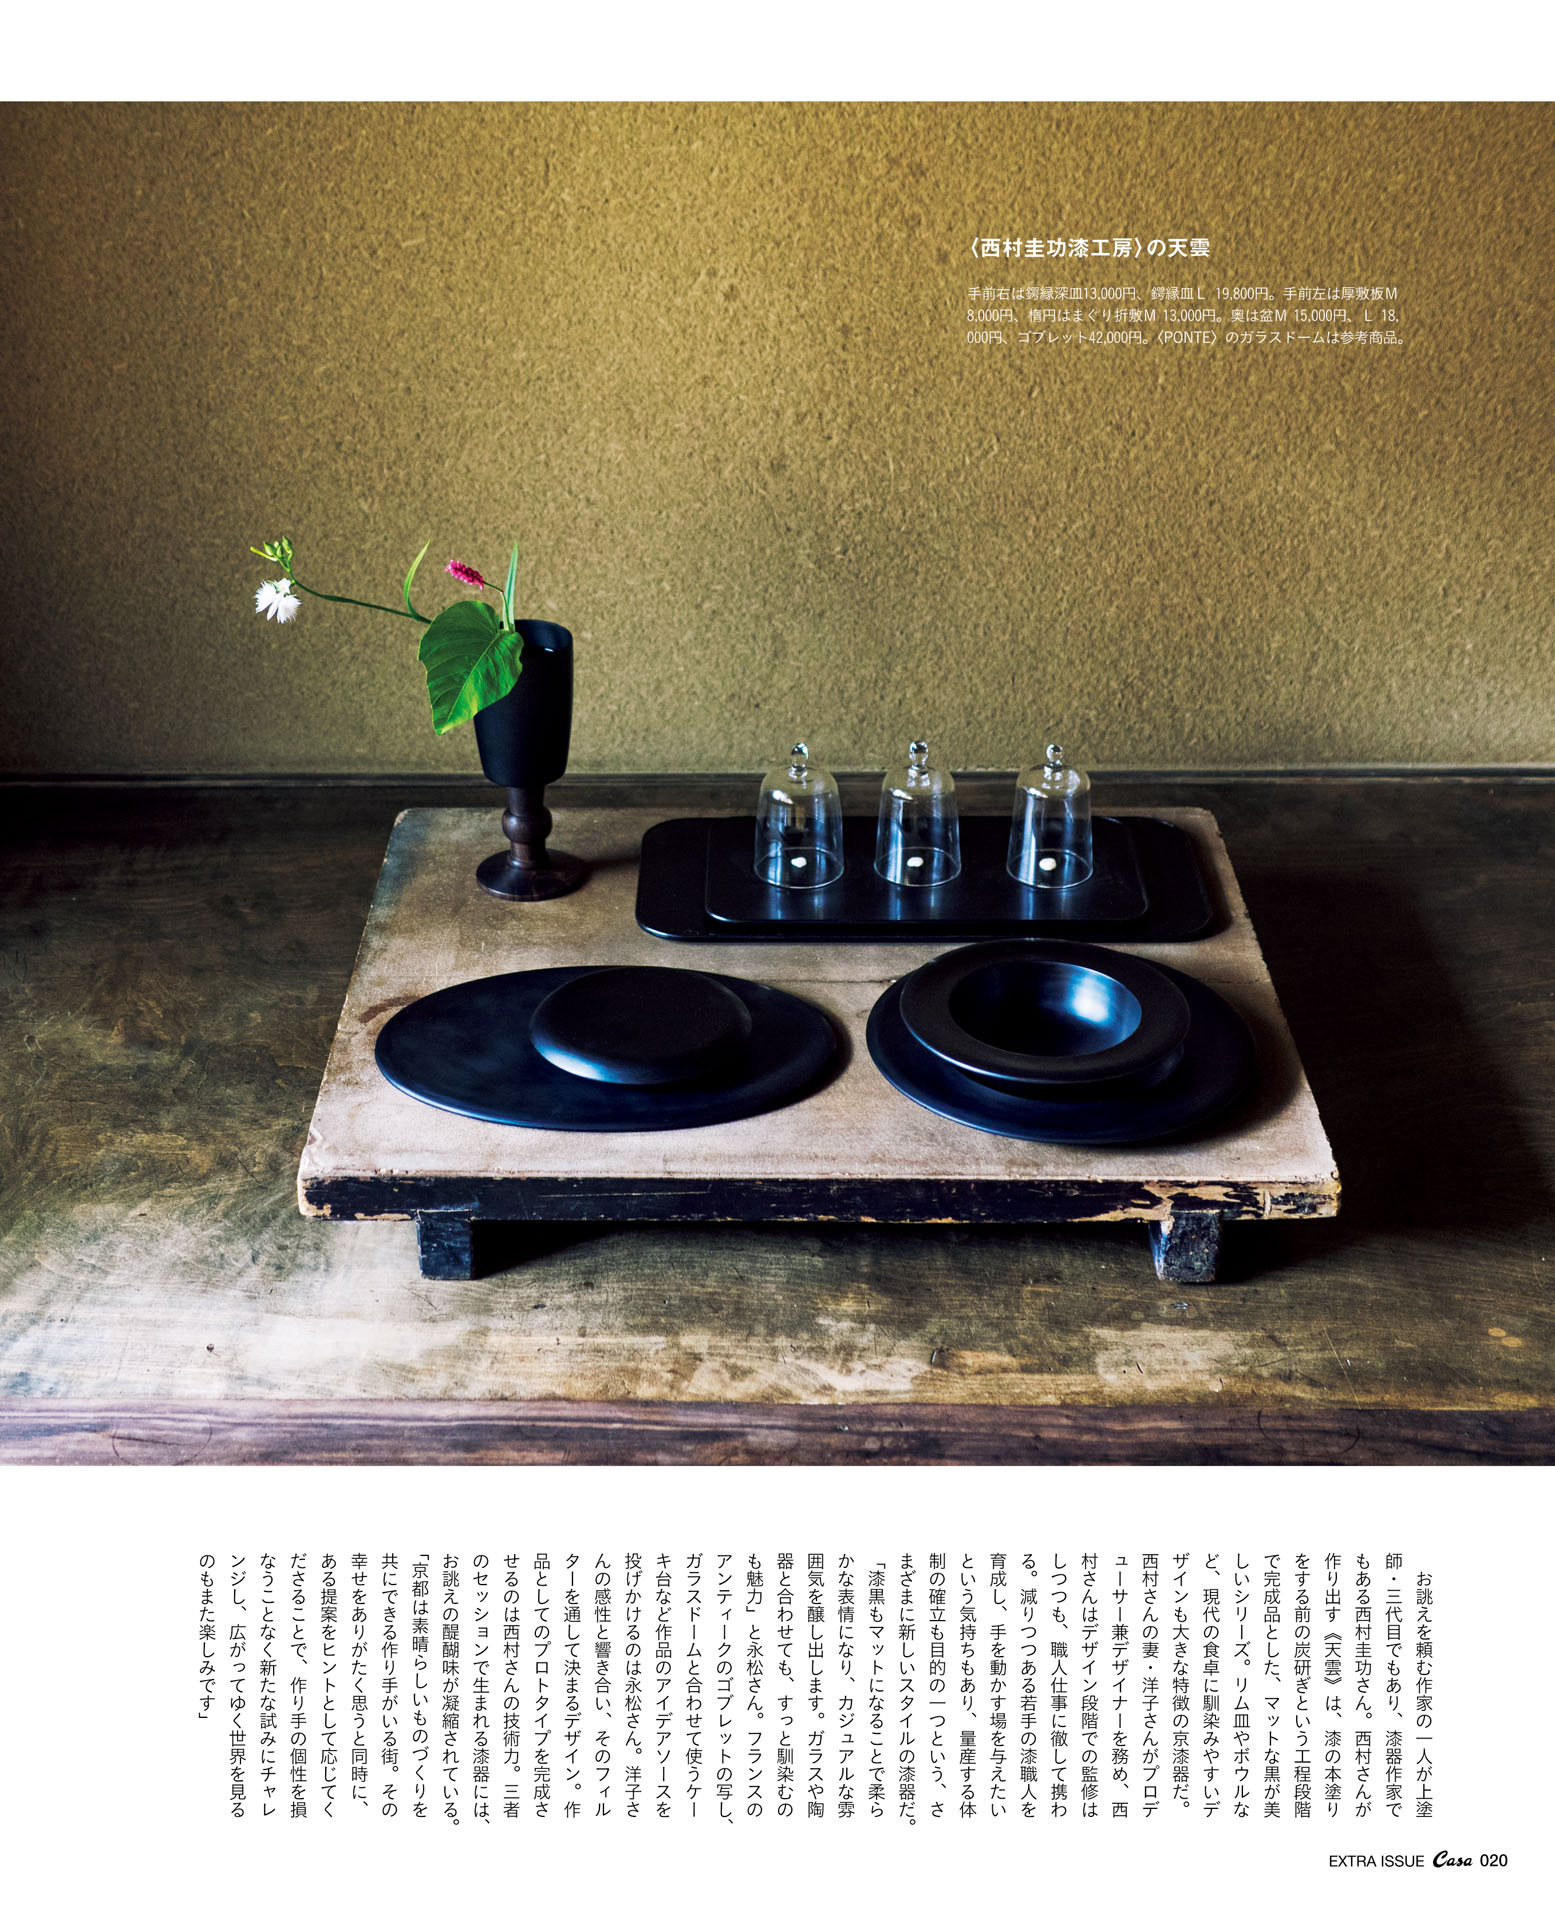 〈西村圭功漆工房〉の天雲
手前右は鍔縁深皿13,000円、鍔縁皿L 19,800円。手前左は厚敷板M
8,000円、楕円はまぐり折敷M 13,000円。奥は盆M 15,000円、L 18,
000円、ゴブレット42,000円。〈PONTE〉のガラスドームは参考商品。
お誂えを頼む作家の一人が上塗
師・三代目でもあり、漆器作家で
もある西村圭功さん。西村さんが
作り出す《天雲》は、漆の本塗り
をする前の炭研ぎという工程段階
で完成品とした、マットな黒が美
しいシリーズ。リム皿やボウルな
ど、現代の食卓に馴染みやすいデ
ザインも大きな特徴の京漆器だ。
西村さんの妻・洋子さんがプロデ
ューサー兼デザイナーを務め、西
村さんはデザイン段階での監修は
しつつも、職人仕事に徹して携わ
る。減りつつある若手の漆職人を
育成し、手を動かす場を与えたい
という気持ちもあり、量産する体
制の確立も目的の一つという、さ
まざまに新しいスタイルの漆器だ。
「漆黒もマットになることで柔ら
かな表情になり、カジュアルな雰
囲気を醸し出します。ガラスや陶
器と合わせても、すっと馴染むの
も魅力」と永松さん。フランスの
アンティークのゴブレットの写し、
ガラスドームと合わせて使うケー
キ台など作品のアイデアソースを
投げかけるのは永松さん。洋子さ
んの感性と響き合い、そのフィル
ターを通して決まるデザイン。作
品としてのプロトタイプを完成さ
せるのは西村さんの技術力。三者
のセッションで生まれる漆器には、
お誂えの醍醐味が凝縮されている。
「京都は素晴らしいものづくりを
共にできる作り手がいる街。その
幸せをありがたく思うと同時に、
ある提案をヒントとして応じてく
ださることで、作り手の個性を損
なうことなく新たな試みにチャレ
ンジし、広がってゆく世界を見る
のもまた楽しみです」
EXTRA ISSUE Casa 020